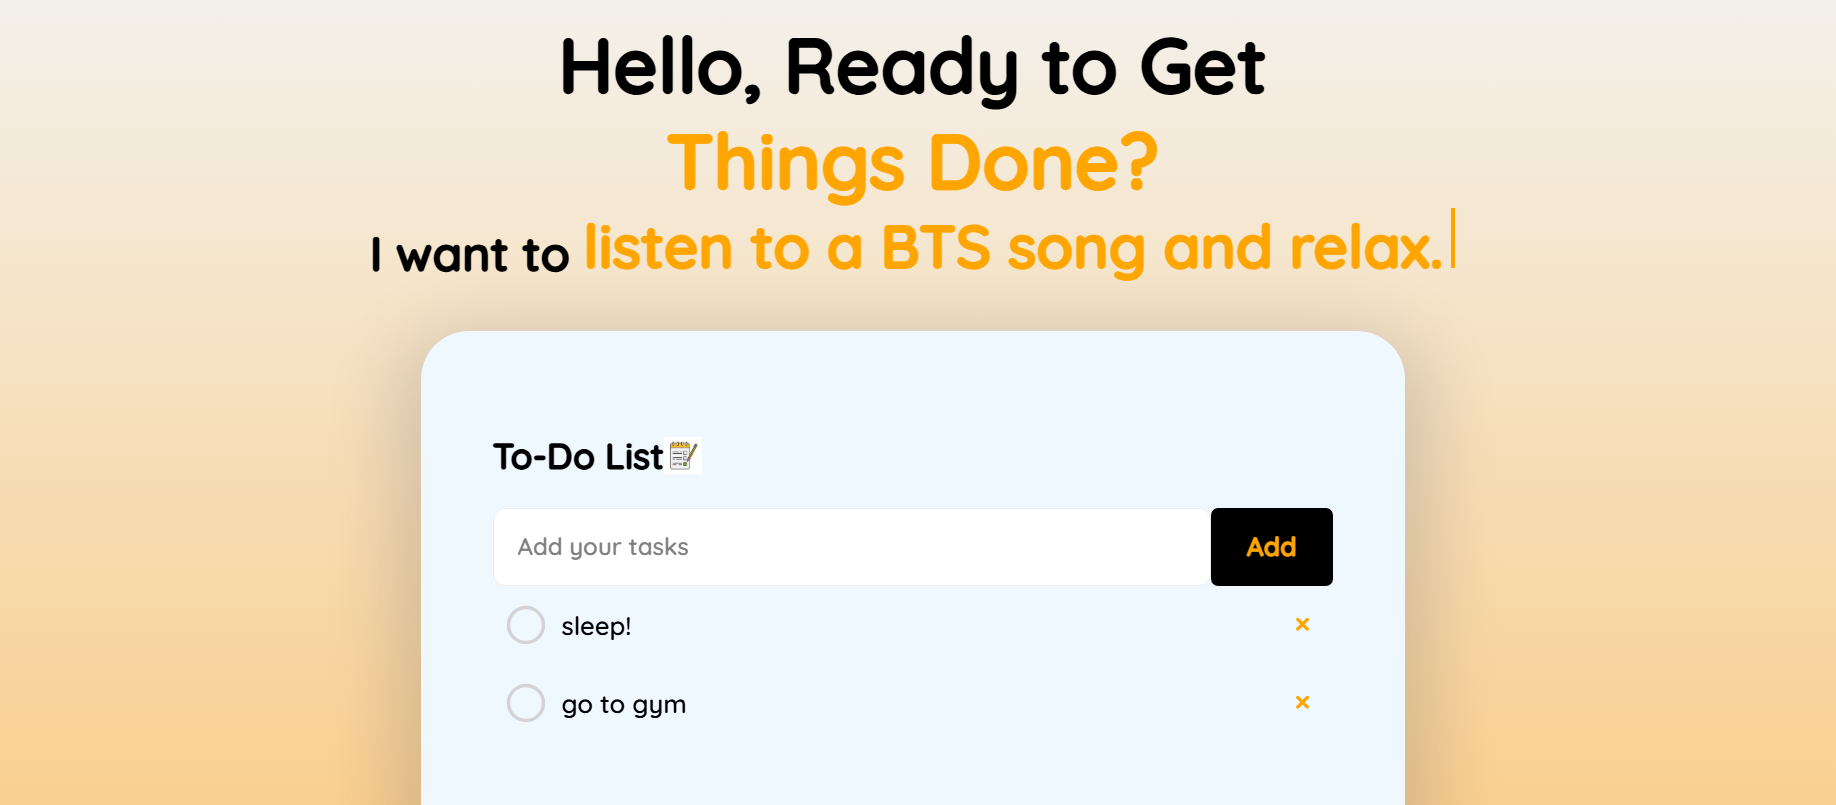 Hello, Ready to Get
Things Done?
I want to listen to a BTS song and relax.
To-Do List
Add your tasks
Add
sleep!
go to gym